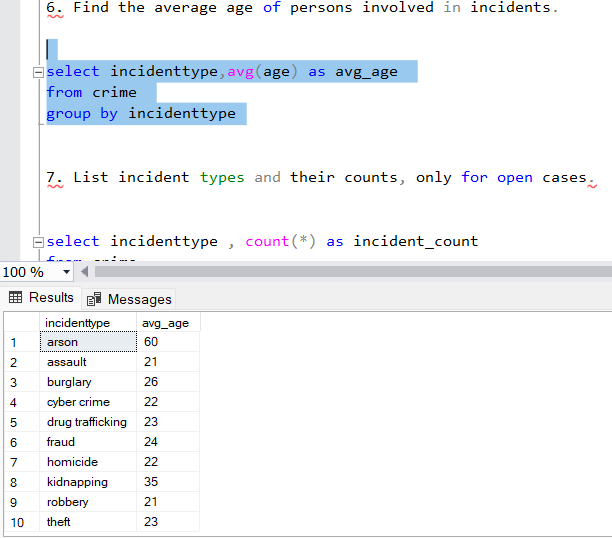 6. Find the average age of persons involved in incidents.
select incidenttype,avg(age) as avg_age
from crime
group by incidenttype
7. List incident types and their counts, only for open cases.
select incidenttype , count(*) as incident_count
from crime
100 %
Results Messages
incidenttype avg_age
1 arson 60
2 assault 21
3 burglary 26
4 cyber crime 22
5 drug trafficking 23
6 fraud 24
7 homicide 22
8 kidnapping 35
9 robbery 21
10 theft 23